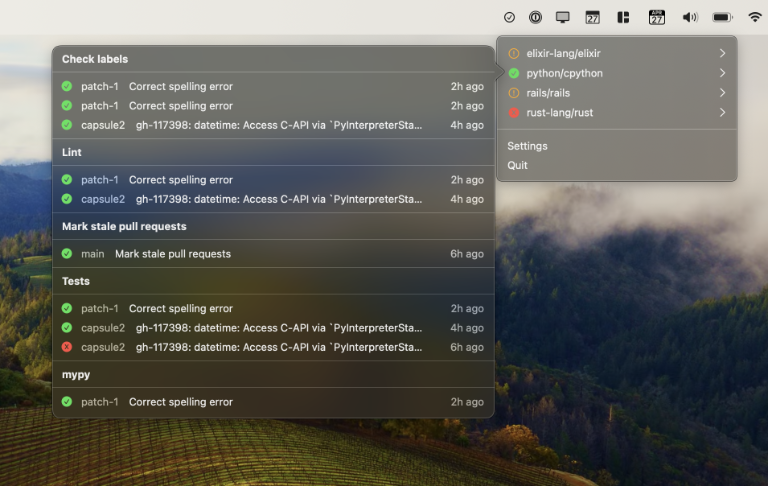 27
APR
27
elixir-lang/elixir
python/cpython
rails/rails
rust-lang/rust
Settings
Quit
Check labels
patch-1 Correct spelling error 2h ago
patch-1 Correct spelling error 2h ago
capsule2 gh-117398: datetime: Access C-API via `PyInterpreterSta... 4h ago
Lint
patch-1 Correct spelling error 2h ago
capsule2 gh-117398: datetime: Access C-API via `PyInterpreterSta... 4h ago
Mark stale pull requests
main Mark stale pull requests 6h ago
Tests
patch-1 Correct spelling error 2h ago
capsule2 gh-117398: datetime: Access C-API via `PyInterpreterSta... 4h ago
capsule2 gh-117398: datetime: Access C-API via `PyInterpreterSta... 6h ago
mypy
patch-1 Correct spelling error 2h ago